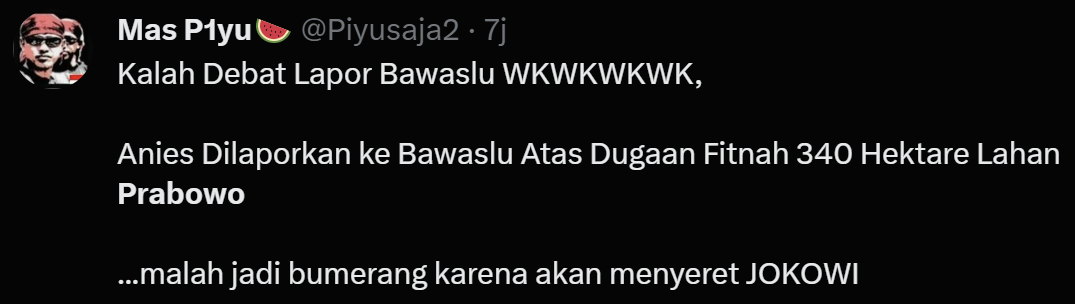 Mas P1yu🍉 @Piyusaja2 · 7j
Kalah Debat Lapor Bawaslu WKWKWKWK,
Anies Dilaporkan ke Bawaslu Atas Dugaan Fitnah 340 Hektare Lahan
Prabowo
...malah jadi bumerang karena akan menyeret JOKOWI